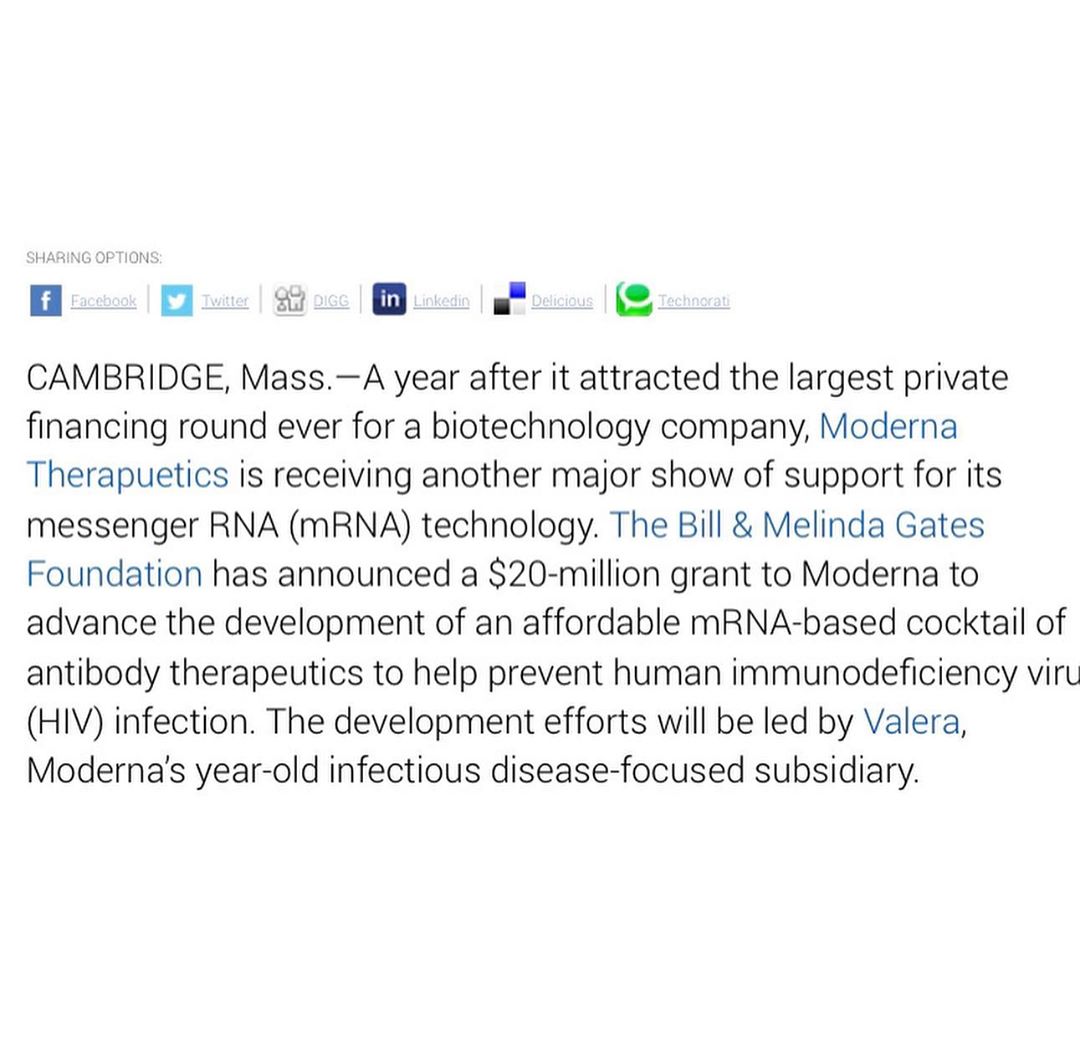 SHARING OPTIONS:
Facebook | Twitter | DIGG | Linkedin | Delicious | Technorati
CAMBRIDGE, Mass.—A year after it attracted the largest private
financing round ever for a biotechnology company, Moderna
Therapuetics is receiving another major show of support for its
messenger RNA (mRNA) technology. The Bill & Melinda Gates
Foundation has announced a $20-million grant to Moderna to
advance the development of an affordable mRNA-based cocktail of
antibody therapeutics to help prevent human immunodeficiency viru
(HIV) infection. The development efforts will be led by Valera,
Moderna's year-old infectious disease-focused subsidiary.